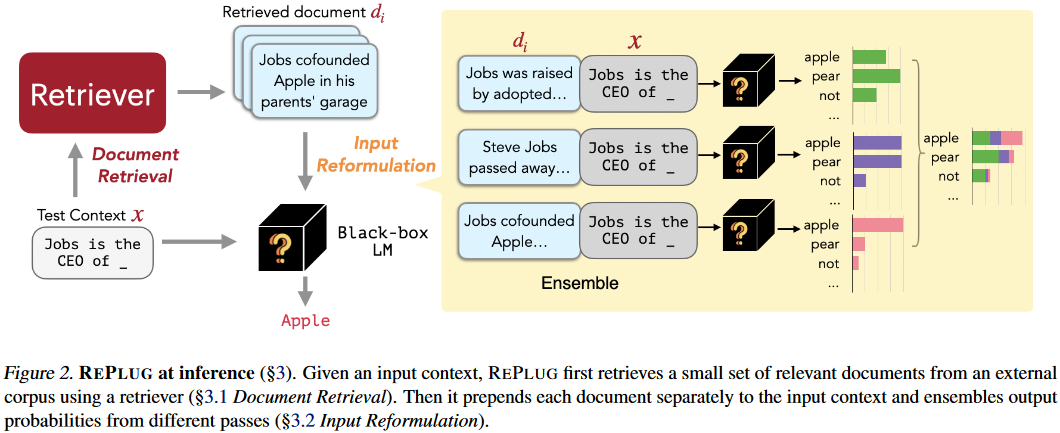 Retrieved document di
Jobs cofounded
Apple in his
parents' garage
Retriever
Document
Retrieval
Input
Reformulation
Test Context x
Jobs is the
CEO of _
?
Black-box
LM
Apple
di
x
Jobs was raised
by adopted...
Jobs is the
CEO of _
?
apple
pear
not
...
Steve Jobs
passed away...
Jobs is the
CEO of _
?
apple
pear
not
...
Jobs cofounded
Apple...
Jobs is the
CEO of _
?
apple
pear
not
...
apple
pear
not
...
Ensemble
Figure 2. REPLUG at inference (§3). Given an input context, REPLUG first retrieves a small set of relevant documents from an external
corpus using a retriever (§3.1 Document Retrieval). Then it prepends each document separately to the input context and ensembles output
probabilities from different passes (§3.2 Input Reformulation).